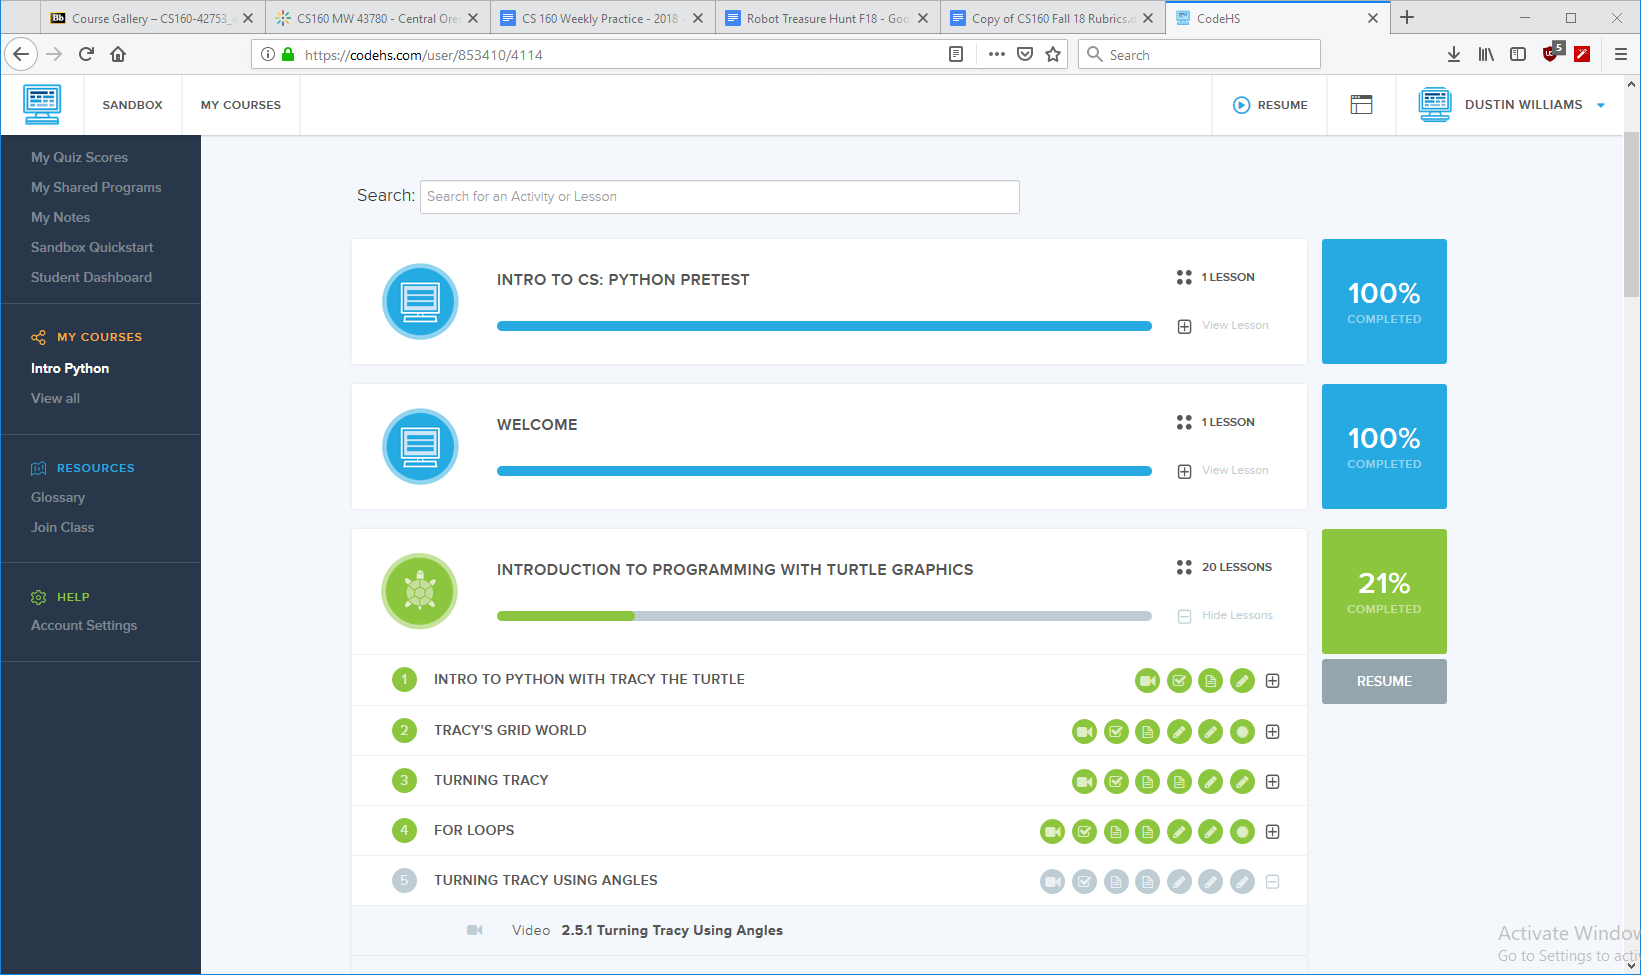 Course Gallery – CS160-42753_
CS160 MW 43780 - Central Ore
CS 160 Weekly Practice - 2018
Robot Treasure Hunt F18 - Goo
Copy of CS160 Fall 18 Rubrics.d
CodeHS
https://codehs.com/user/853410/4114
Search
5
SANDBOX
MY COURSES
RESUME
DUSTIN WILLIAMS
My Quiz Scores
My Shared Programs
My Notes
Sandbox Quickstart
Student Dashboard
MY COURSES
Intro Python
View all
RESOURCES
Glossary
Join Class
HELP
Account Settings
Search: Search for an Activity or Lesson
INTRO TO CS: PYTHON PRETEST
1 LESSON
View Lesson
100%
COMPLETED
WELCOME
1 LESSON
View Lesson
100%
COMPLETED
INTRODUCTION TO PROGRAMMING WITH TURTLE GRAPHICS
20 LESSONS
Hide Lessons
21%
COMPLETED
RESUME
1 INTRO TO PYTHON WITH TRACY THE TURTLE
2 TRACY'S GRID WORLD
3 TURNING TRACY
4 FOR LOOPS
5 TURNING TRACY USING ANGLES
Video 2.5.1 Turning Tracy Using Angles
Activate Window
Go to Settings to acti